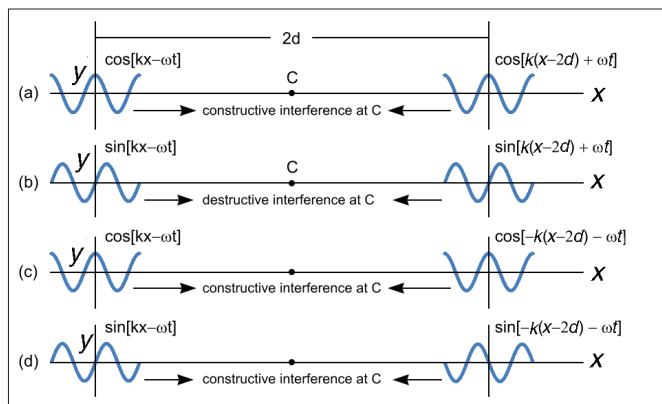 2d
cos[kx–ωt] cos[k(x–2d) + ωt]
y C
(a) x
constructive interference at C
sin[kx–ωt] sin[k(x–2d) + ωt]
y C
(b) x
destructive interference at C
cos[kx–ωt] cos[–k(x–2d) – ωt]
y
(c) x
constructive interference at C
sin[kx–ωt] sin[–k(x–2d) – ωt]
y
(d) x
constructive interference at C